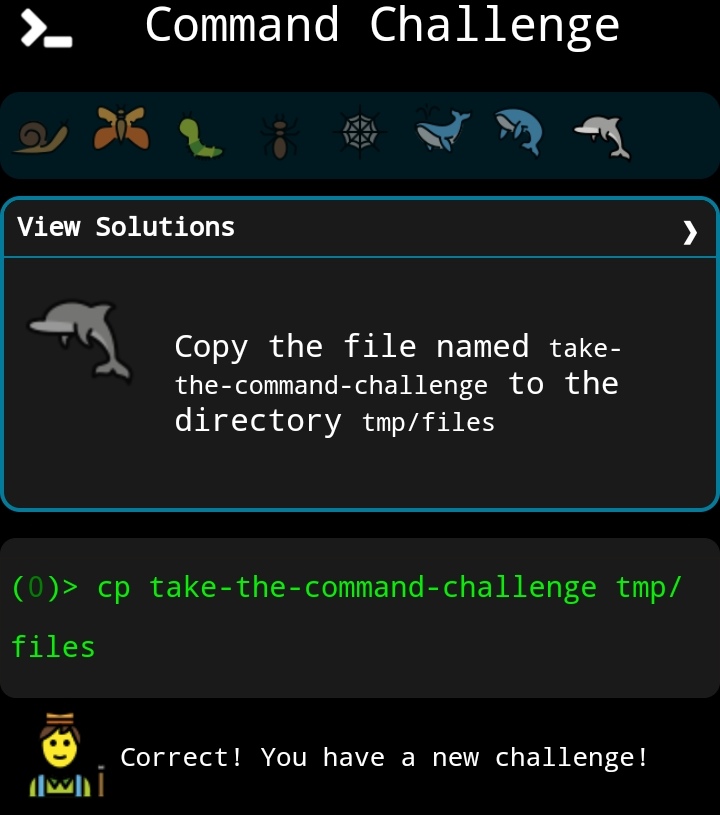 Command Challenge
View Solutions ❯
Copy the file named take-
the-command-challenge to the
directory tmp/files
(0)> cp take-the-command-challenge tmp/
files
Correct! You have a new challenge!